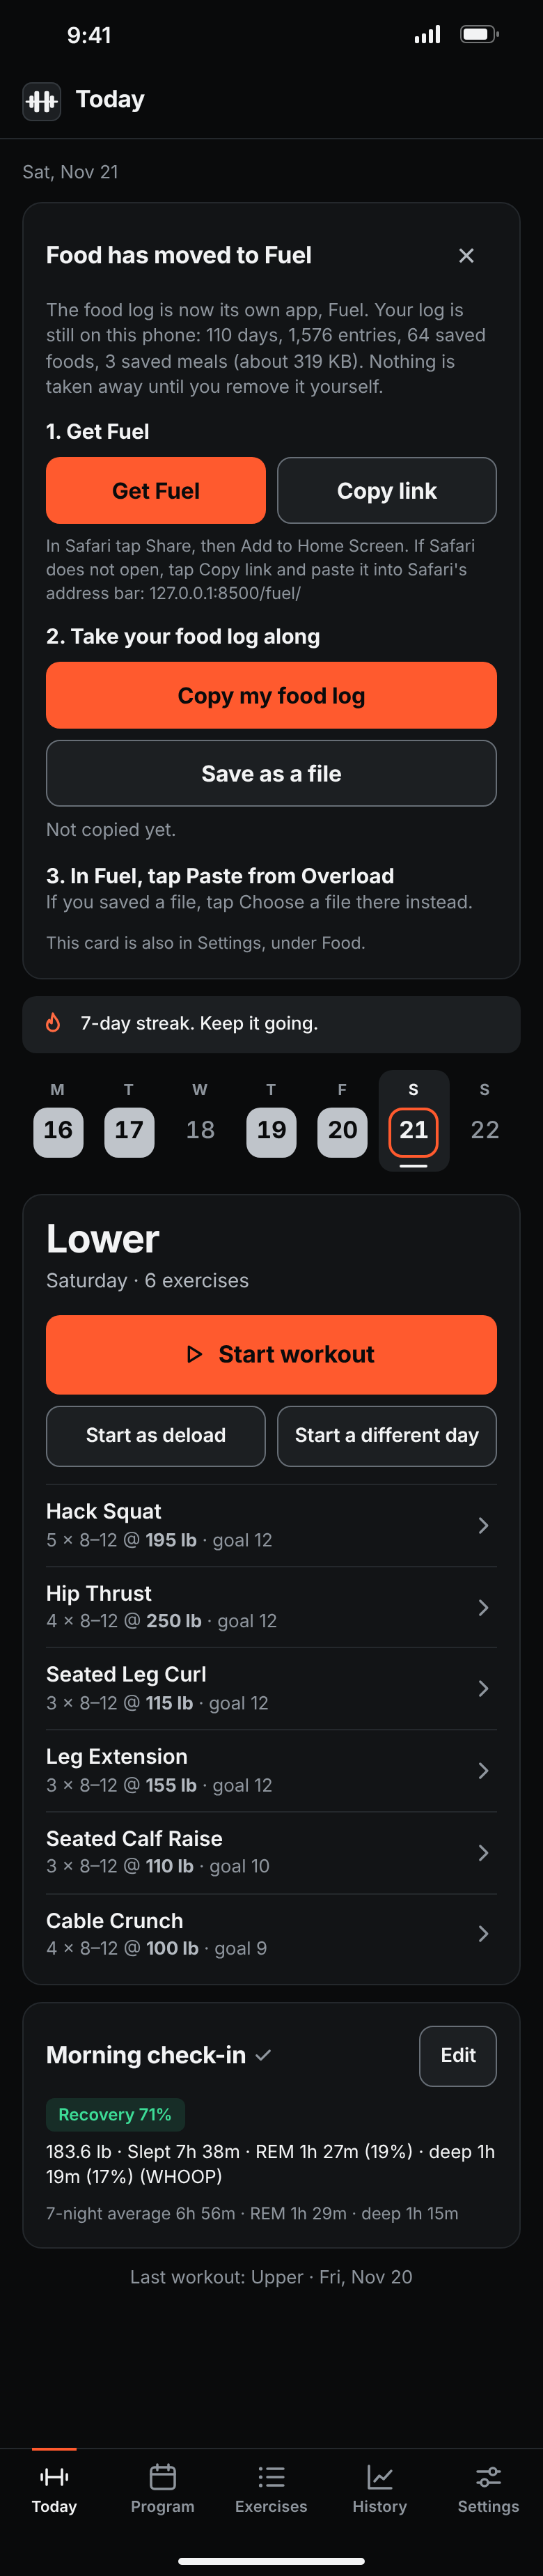 9:41
Today
Sat, Nov 21
Food has moved to Fuel
The food log is now its own app, Fuel. Your log is
still on this phone: 110 days, 1,576 entries, 64 saved
foods, 3 saved meals (about 319 KB). Nothing is
taken away until you remove it yourself.
1. Get Fuel
Get Fuel
Copy link
In Safari tap Share, then Add to Home Screen. If Safari
does not open, tap Copy link and paste it into Safari's
address bar: 127.0.0.1:8500/fuel/
2. Take your food log along
Copy my food log
Save as a file
Not copied yet.
3. In Fuel, tap Paste from Overload
If you saved a file, tap Choose a file there instead.
This card is also in Settings, under Food.
7-day streak. Keep it going.
M T W T F S S
16 17 18 19 20 21 22
Lower
Saturday · 6 exercises
Start workout
Start as deload
Start a different day
Hack Squat
5 × 8–12 @ 195 lb · goal 12
Hip Thrust
4 × 8–12 @ 250 lb · goal 12
Seated Leg Curl
3 × 8–12 @ 115 lb · goal 12
Leg Extension
3 × 8–12 @ 155 lb · goal 12
Seated Calf Raise
3 × 8–12 @ 110 lb · goal 10
Cable Crunch
4 × 8–12 @ 100 lb · goal 9
Morning check-in
Edit
Recovery 71%
183.6 lb · Slept 7h 38m · REM 1h 27m (19%) · deep 1h
19m (17%) (WHOOP)
7-night average 6h 56m · REM 1h 29m · deep 1h 15m
Last workout: Upper · Fri, Nov 20
Today
Program
Exercises
History
Settings